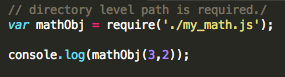 // directory level path is required./
var mathObj = require('./my_math.js');
console.log(mathObj(3,2));